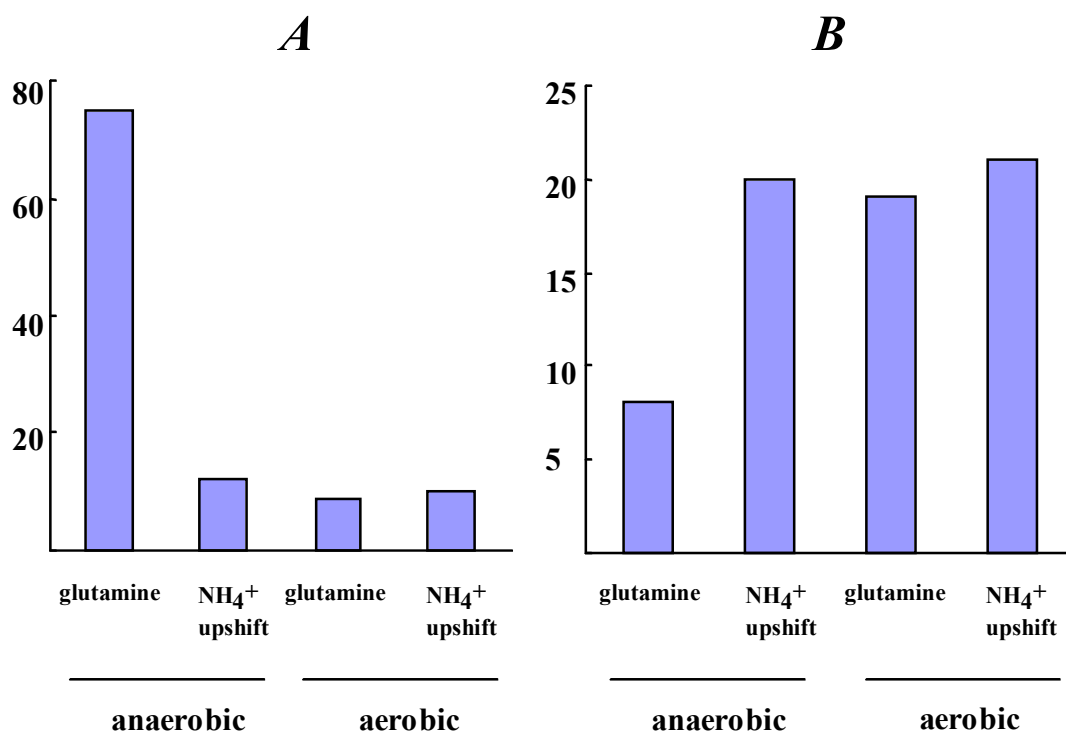 A
B
80
60
40
20
25
20
15
10
5
glutamine
NH4+
upshift
glutamine
NH4+
upshift
glutamine
NH4+
upshift
glutamine
NH4+
upshift
anaerobic
aerobic
anaerobic
aerobic